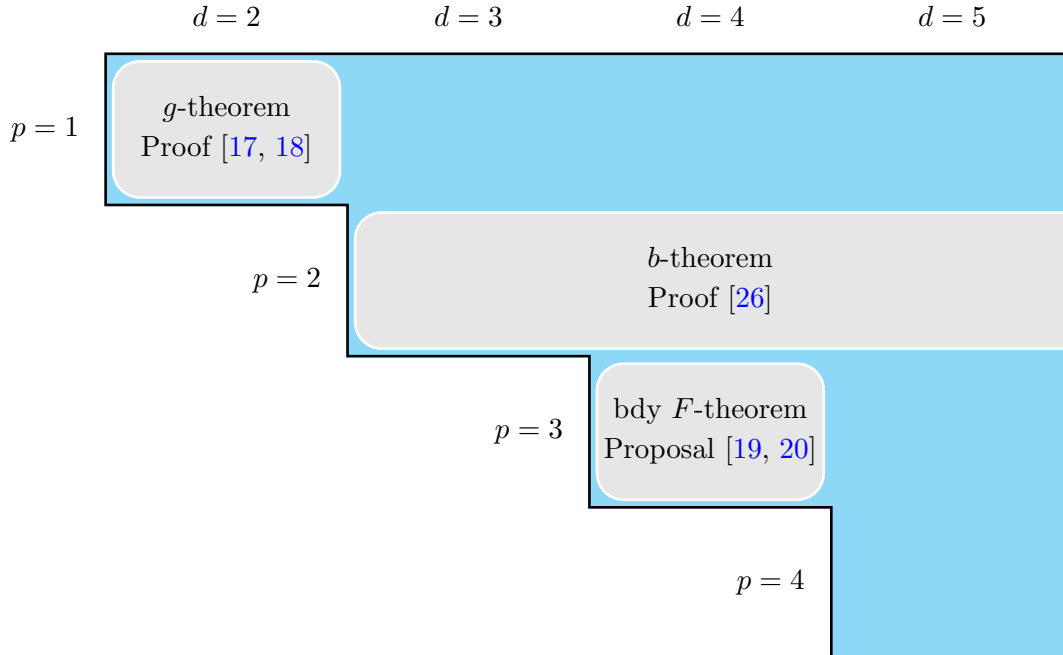 d = 2 d = 3 d = 4 d = 5
p = 1
g-theorem
Proof [17, 18]
p = 2
b-theorem
Proof [26]
p = 3
bdy F-theorem
Proposal [19, 20]
p = 4